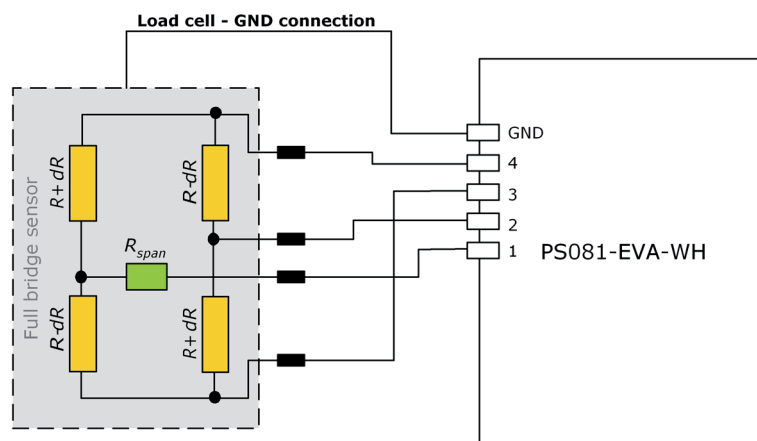 Load cell - GND connection
Full bridge sensor
R+dR
R-dR
R-dR
R+dR
Rspan
GND
4
3
2
1
PS081-EVA-WH